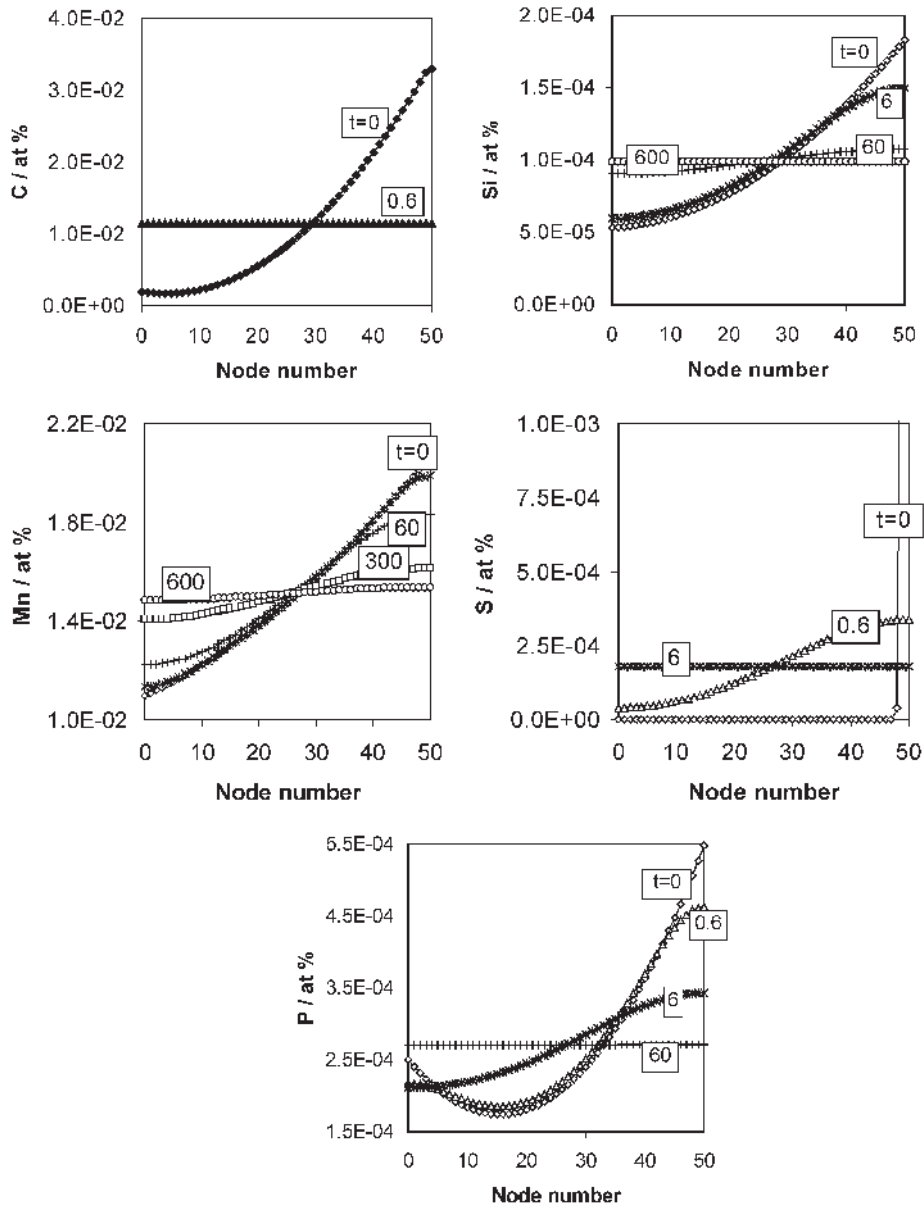 4.0E-02
3.0E-02
2.0E-02
1.0E-02
0.0E+00
C / at %
t=0
0.6
0 10 20 30 40 50
Node number
2.0E-04
1.5E-04
1.0E-04
5.0E-05
0.0E+00
Si / at %
t=0
6
600
60
0 10 20 30 40 50
Node number
2.2E-02
1.8E-02
1.4E-02
1.0E-02
Mn / at %
t=0
60
300
600
0 10 20 30 40 50
Node number
1.0E-03
7.5E-04
5.0E-04
2.5E-04
0.0E+00
S / at %
t=0
0.6
6
0 10 20 30 40 50
Node number
5.5E-04
4.5E-04
3.5E-04
2.5E-04
1.5E-04
P / at %
t=0
0.6
6
60
0 10 20 30 40 50
Node number